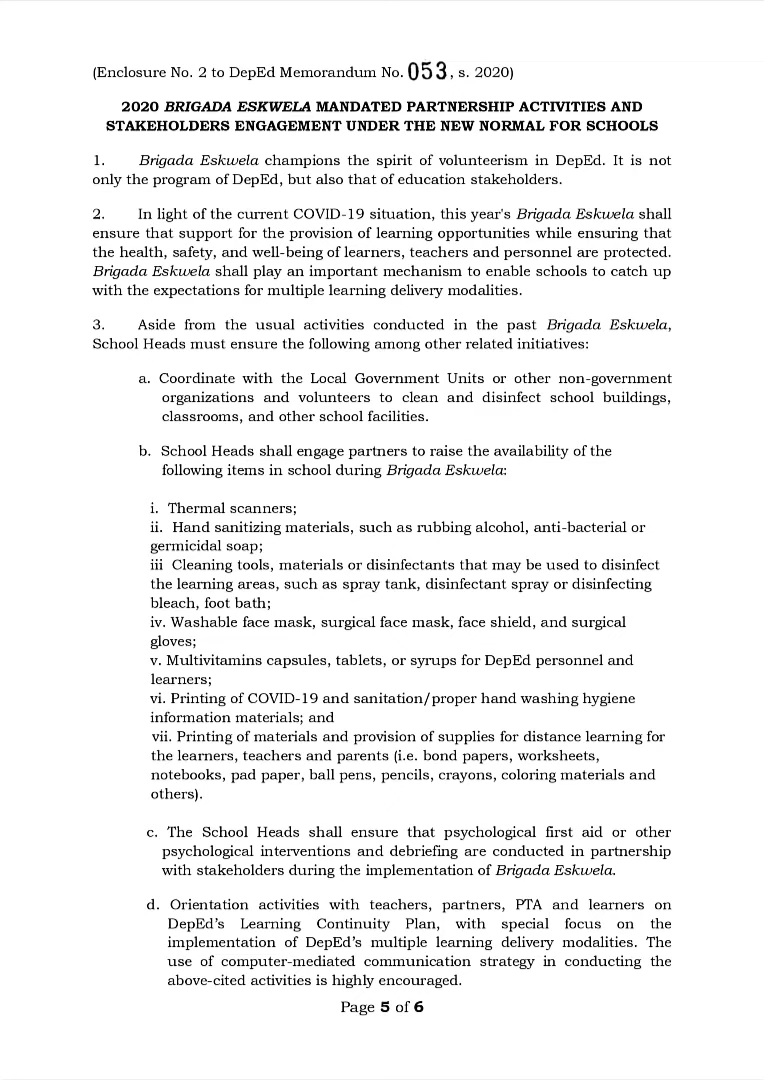 (Enclosure No. 2 to DepEd Memorandum No. 053, s. 2020)
2020 BRIGADA ESKWELA MANDATED PARTNERSHIP ACTIVITIES AND
STAKEHOLDERS ENGAGEMENT UNDER THE NEW NORMAL FOR SCHOOLS
1. Brigada Eskwela champions the spirit of volunteerism in DepEd. It is not
only the program of DepEd, but also that of education stakeholders.
2. In light of the current COVID-19 situation, this year's Brigada Eskwela shall
ensure that support for the provision of learning opportunities while ensuring that
the health, safety, and well-being of learners, teachers and personnel are protected.
Brigada Eskwela shall play an important mechanism to enable schools to catch up
with the expectations for multiple learning delivery modalities.
3. Aside from the usual activities conducted in the past Brigada Eskwela,
School Heads must ensure the following among other related initiatives:
a. Coordinate with the Local Government Units or other non-government
organizations and volunteers to clean and disinfect school buildings,
classrooms, and other school facilities.
b. School Heads shall engage partners to raise the availability of the
following items in school during Brigada Eskwela:
i. Thermal scanners;
ii. Hand sanitizing materials, such as rubbing alcohol, anti-bacterial or
germicidal soap;
iii Cleaning tools, materials or disinfectants that may be used to disinfect
the learning areas, such as spray tank, disinfectant spray or disinfecting
bleach, foot bath;
iv. Washable face mask, surgical face mask, face shield, and surgical
gloves;
v. Multivitamins capsules, tablets, or syrups for DepEd personnel and
learners;
vi. Printing of COVID-19 and sanitation/proper hand washing hygiene
information materials; and
vii. Printing of materials and provision of supplies for distance learning for
the learners, teachers and parents (i.e. bond papers, worksheets,
notebooks, pad paper, ball pens, pencils, crayons, coloring materials and
others).
c. The School Heads shall ensure that psychological first aid or other
psychological interventions and debriefing are conducted in partnership
with stakeholders during the implementation of Brigada Eskwela.
d. Orientation activities with teachers, partners, PTA and learners on
DepEd's Learning Continuity Plan, with special focus on the
implementation of DepEd's multiple learning delivery modalities. The
use of computer-mediated communication strategy in conducting the
above-cited activities is highly encouraged.
Page 5 of 6